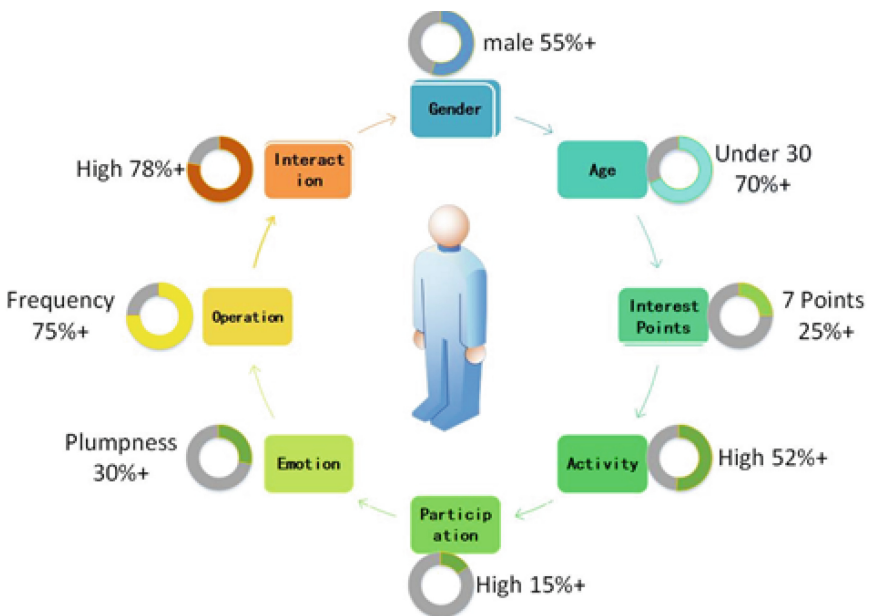 male 55%+
Gender
Age
Under 30
70%+
Interest
Points
7 Points
25%+
Activity
High 52%+
Particip
ation
High 15%+
Emotion
Plumpness
30%+
Operation
Frequency
75%+
Interact
ion
High 78%+